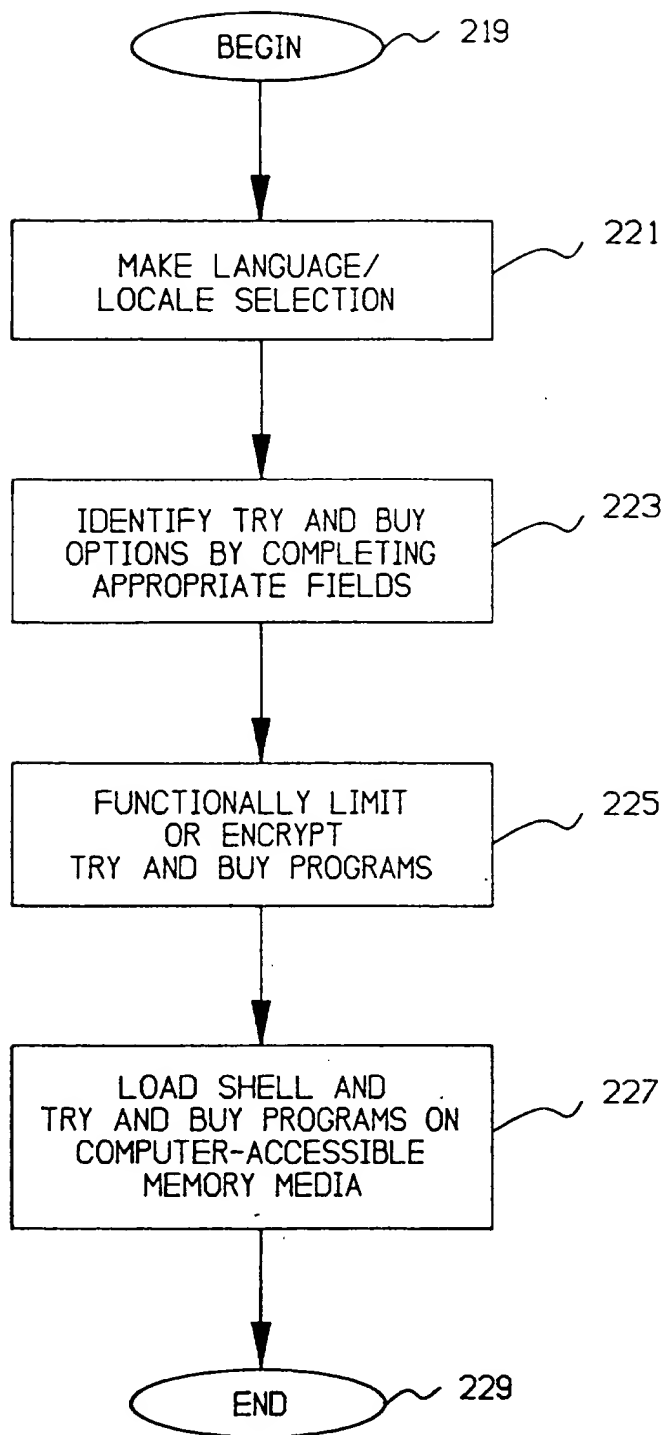 BEGIN
219
MAKE LANGUAGE/
LOCALE SELECTION
221
IDENTIFY TRY AND BUY
OPTIONS BY COMPLETING
APPROPRIATE FIELDS
223
FUNCTIONALLY LIMIT
OR ENCRYPT
TRY AND BUY PROGRAMS
225
LOAD SHELL AND
TRY AND BUY PROGRAMS ON
COMPUTER-ACCESSIBLE
MEMORY MEDIA
227
END
229